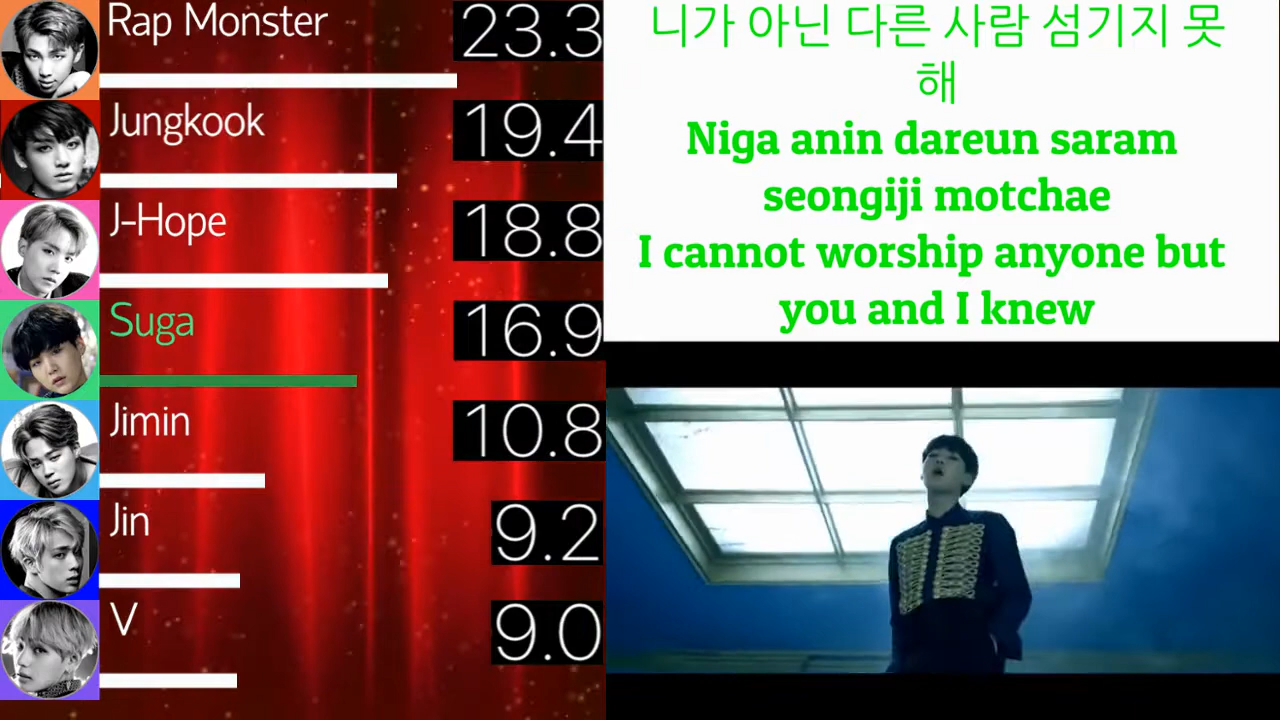 Rap Monster
23.3
Jungkook
19.4
J-Hope
18.8
Suga
16.9
Jimin
10.8
Jin
9.2
V
9.0
니가 아닌 다른 사람 섬기지 못
해
Niga anin dareun saram
seongiji motchae
I cannot worship anyone but
you and I knew